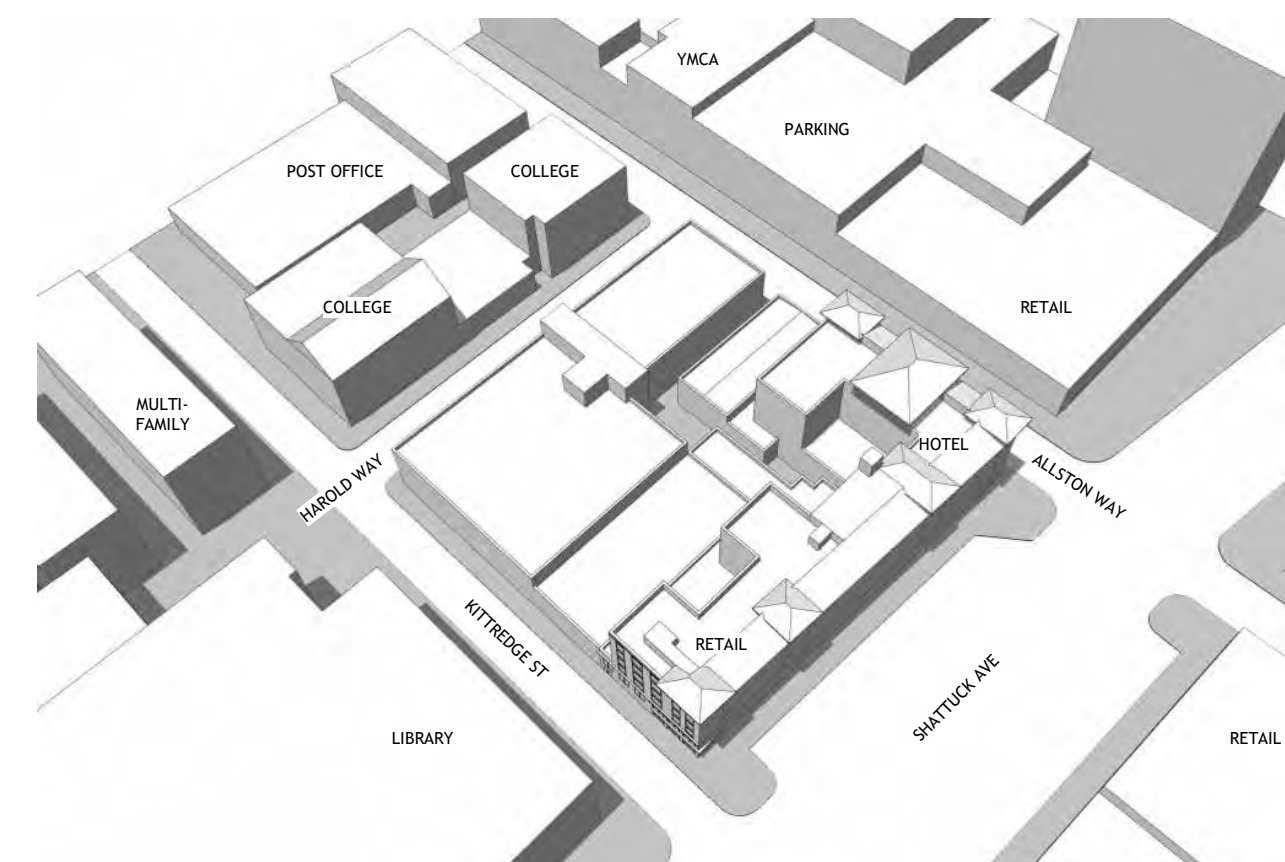 YMCA
PARKING
POST OFFICE
COLLEGE
COLLEGE
RETAIL
MULTI-
FAMILY
HOTEL
HAROLD WAY
ALLSTON WAY
KITTREDGE ST
RETAIL
SHATTUCK AVE
LIBRARY
RETAIL